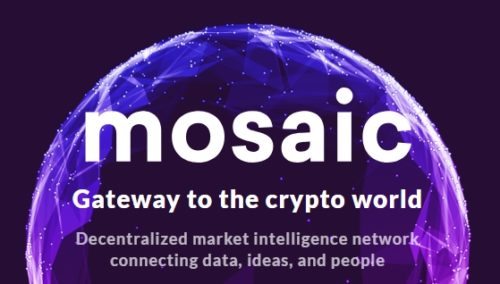 mosaic
Gateway to the crypto world
Decentralized market intelligence network
connecting data, ideas, and people